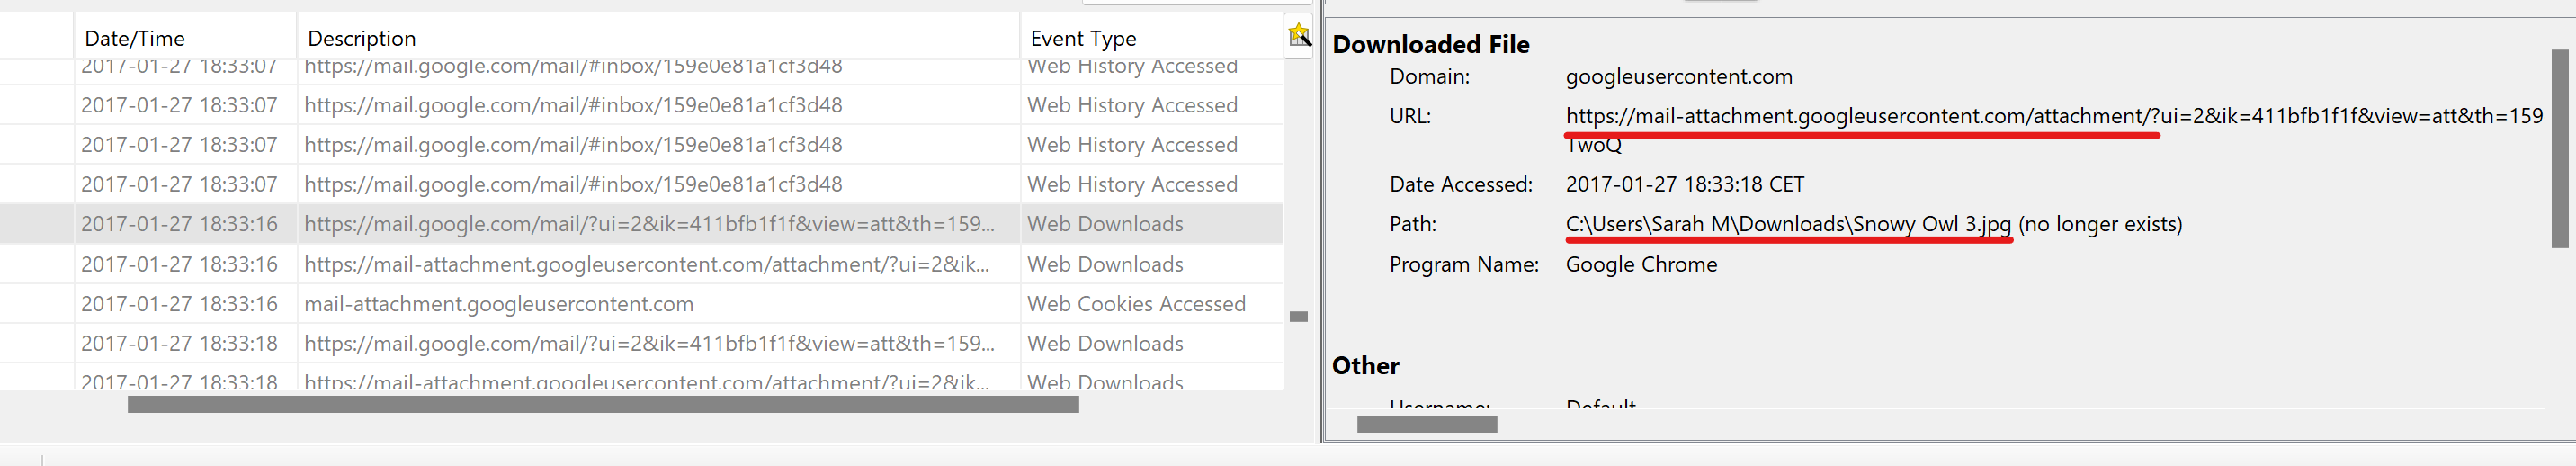 Date/Time Description Event Type
2017-01-27 18:33:07 https://mail.google.com/mail/#inbox/159e0e81a1cf3d48 Web History Accessed
2017-01-27 18:33:07 https://mail.google.com/mail/#inbox/159e0e81a1cf3d48 Web History Accessed
2017-01-27 18:33:07 https://mail.google.com/mail/#inbox/159e0e81a1cf3d48 Web History Accessed
2017-01-27 18:33:07 https://mail.google.com/mail/#inbox/159e0e81a1cf3d48 Web History Accessed
2017-01-27 18:33:16 https://mail.google.com/mail/?ui=2&ik=411bfb1f1f&view=att&th=159... Web Downloads
2017-01-27 18:33:16 https://mail-attachment.googleusercontent.com/attachment/?ui=2&ik... Web Downloads
2017-01-27 18:33:16 mail-attachment.googleusercontent.com Web Cookies Accessed
2017-01-27 18:33:18 https://mail.google.com/mail/?ui=2&ik=411bfb1f1f&view=att&th=159... Web Downloads
2017-01-27 18:33:18 https://mail-attachment.googleusercontent.com/attachment/?ui=2&ik... Web Downloads
Downloaded File
Domain: googleusercontent.com
URL: https://mail-attachment.googleusercontent.com/attachment/?ui=2&ik=411bfb1f1f&view=att&th=159
TwoQ
Date Accessed: 2017-01-27 18:33:18 CET
Path: C:\Users\Sarah M\Downloads\Snowy Owl 3.jpg (no longer exists)
Program Name: Google Chrome
Other
Username: Default